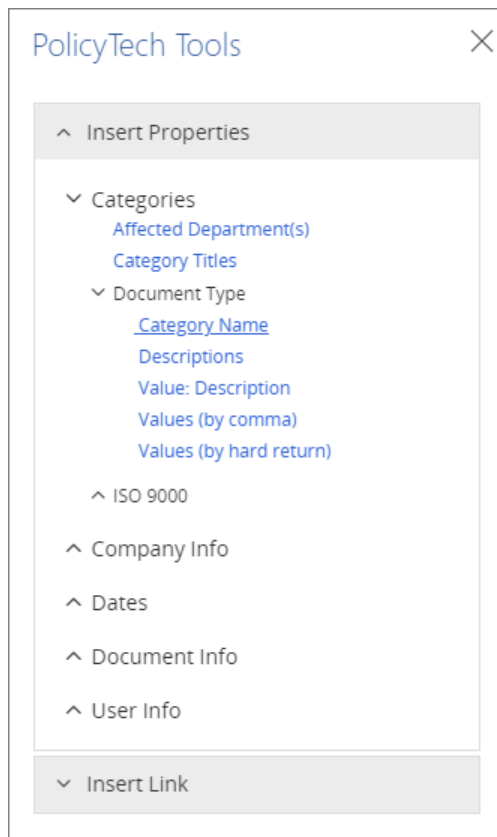 PolicyTech Tools
Insert Properties
Categories
Affected Department(s)
Category Titles
Document Type
Category Name
Descriptions
Value: Description
Values (by comma)
Values (by hard return)
ISO 9000
Company Info
Dates
Document Info
User Info
Insert Link